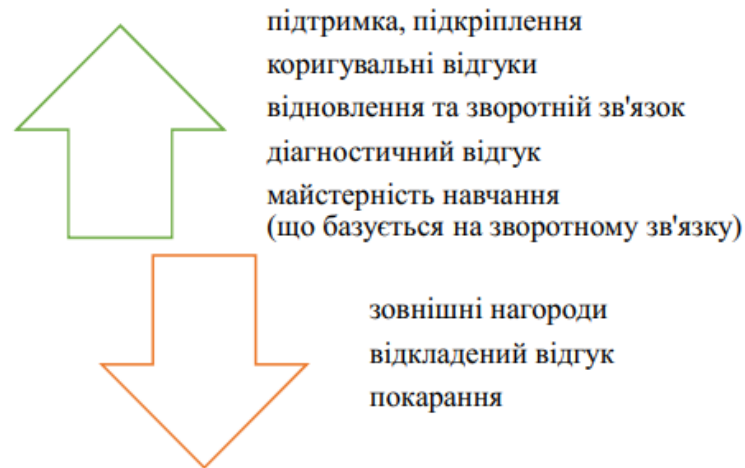 підтримка, підкріплення
коригувальні відгуки
відновлення та зворотній зв'язок
діагностичний відгук
майстерність навчання
(що базується на зворотному зв'язку)
зовнішні нагороди
відкладений відгук
покарання